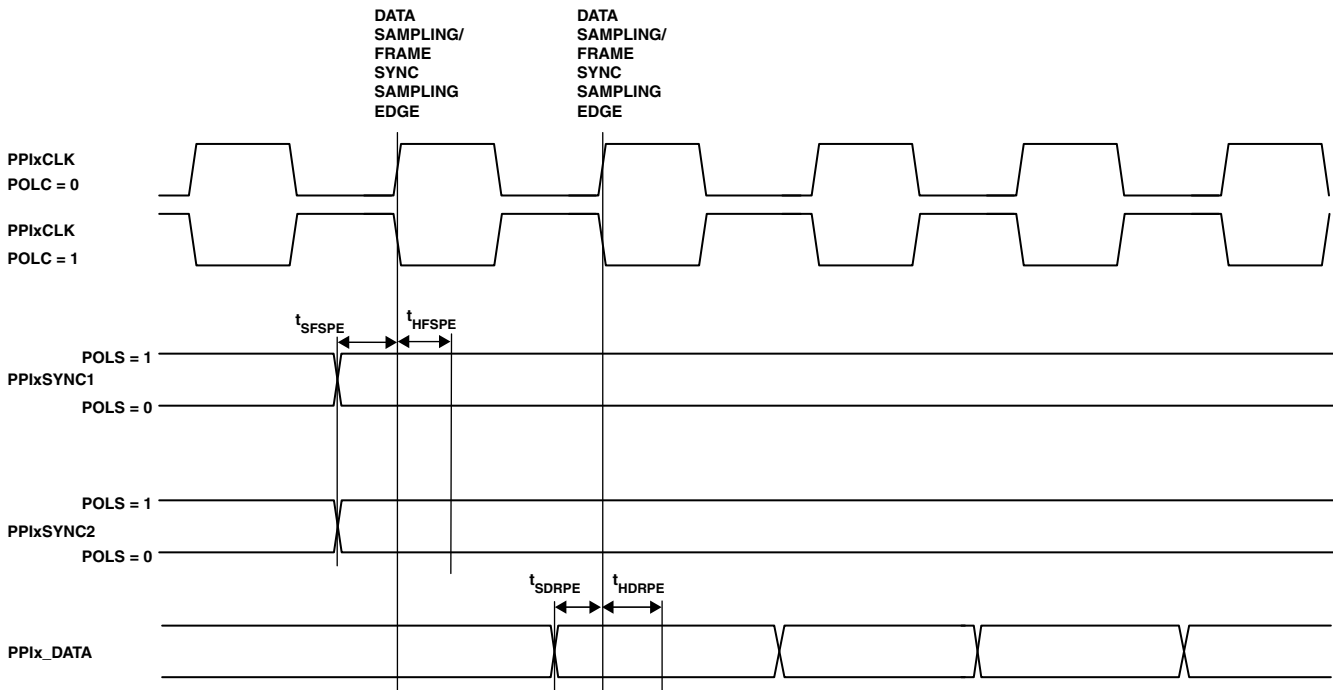 DATA
SAMPLING/
FRAME
SYNC
SAMPLING
EDGE
DATA
SAMPLING/
FRAME
SYNC
SAMPLING
EDGE
PPIxCLK
POLC = 0
PPIxCLK
POLC = 1
tSFSPE
tHFSPE
POLS = 1
PPIxSYNC1
POLS = 0
POLS = 1
PPIxSYNC2
POLS = 0
tSDRPE
tHDRPE
PPIx_DATA